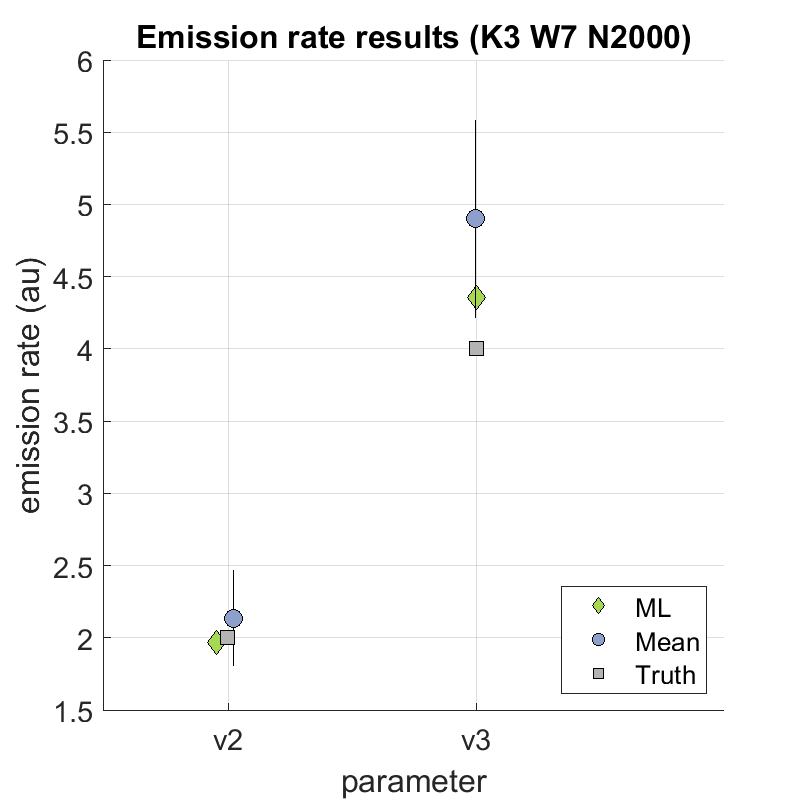 Emission rate results (K3 W7 N2000)
6
5.5
5
4.5
4
3.5
3
2.5
2
1.5
emission rate (au)
v2 v3
parameter
ML
Mean
Truth